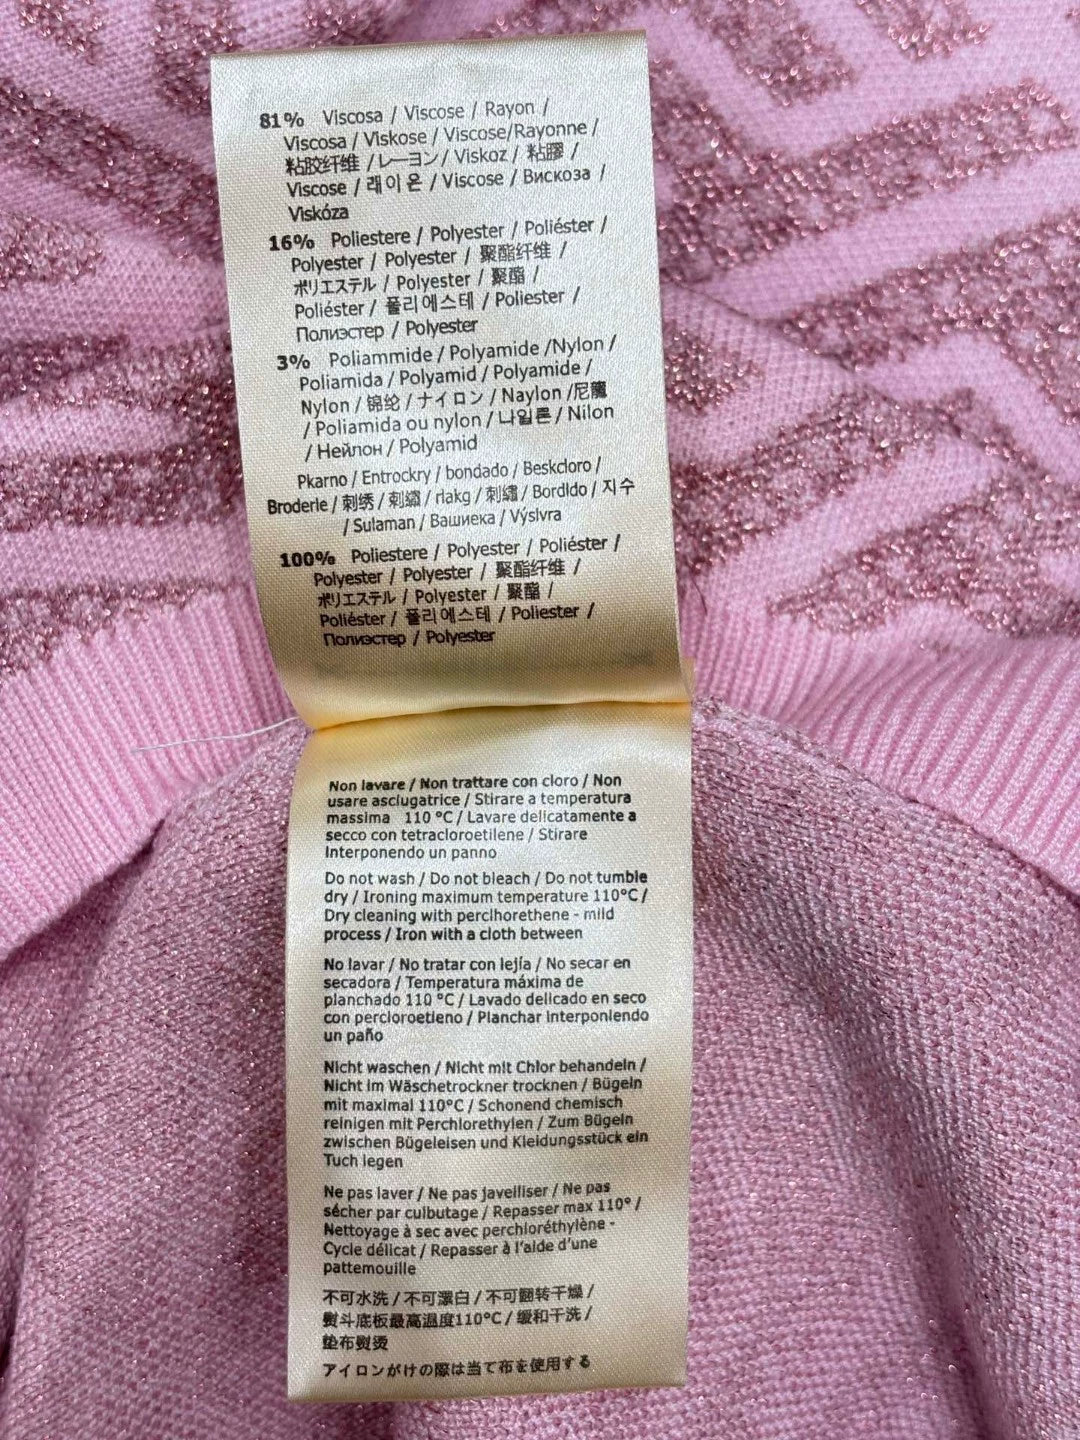 81% Viscosa / Viscose / Rayon /
Viscosa / Viskose / Viscose/Rayonne /
粘胶纤维 / レーヨン / Viskoz / 粘膠 /
Viscose / 래이온 / Viscose / Вискоза /
Viskóza
16% Poliestere / Polyester / Poliéster /
Polyester / Polyester / 聚酯纤维 /
ポリエステル / Polyester / 聚酯 /
Poliéster / 폴리에스테 / Poliester /
Полиэстер / Polyester
3% Poliammide / Polyamide /Nylon /
Poliamida / Polyamid / Polyamide /
Nylon / 锦纶 / ナイロン / Naylon /尼龍
/ Poliamida ou nylon / 나일론 / Nilon
/ Нейлон / Polyamid
Pkarno / Entrockry / bondado / Beskcloro /
Broderle / 刺绣 / 刺繡 / rlakg / 刺繡 / Bordldo / 지수
/ Sulaman / Вашиека / Výslvra
100% Poliestere / Polyester / Poliéster /
Polyester / Polyester / 聚酯纤维 /
ポリエステル / Polyester / 聚酯 /
Poliéster / 폴리에스테 / Poliester /
Полиэстер / Polyester
Non lavare / Non trattare con cloro / Non
usare asciugatrice / Stirare a temperatura
massima 110 °C / Lavare delicatamente a
secco con tetracloroetilene / Stirare
Interponendo un panno
Do not wash / Do not bleach / Do not tumble
dry / Ironing maximum temperature 110°C /
Dry cleaning with perclhorethene - mild
process / Iron with a cloth between
No lavar / No tratar con lejía / No secar en
secadora / Temperatura máxima de
planchado 110 °C / Lavado delicado en seco
con percloroetleno / Planchar Interponiendo
un paño
Nicht waschen / Nicht mit Chlor behandeln /
Nicht im Wäschetrockner trocknen / Bügeln
mit maximal 110°C / Schonend chemisch
reinigen mit Perchlorethylen / Zum Bügeln
zwischen Bügeleisen und Kleidungsstück ein
Tuch legen
Ne pas laver / Ne pas javelliser / Ne pas
sécher par culbutage / Repasser max 110° /
Nettoyage à sec avec perchloréthylène -
Cycle délicat / Repasser à l'aide d'une
pattemouille
不可水洗 / 不可漂白 / 不可翻转干燥 /
熨斗底板最高温度110°C / 缓和干洗 /
垫布熨烫
アイロンがけの際は当て布を使用する